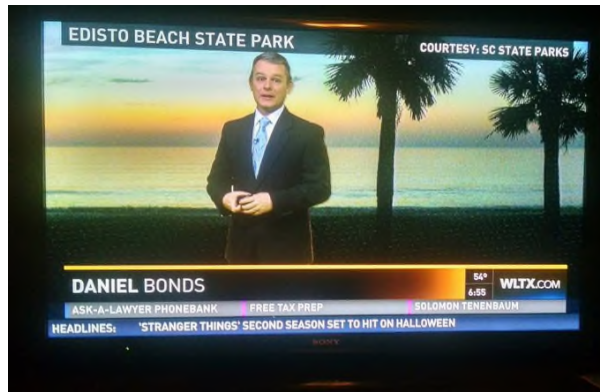 EDISTO BEACH STATE PARK
COURTESY: SC STATE PARKS
DANIEL BONDS
54°
6:55
WLTX.COM
ASK-A-LAWYER PHONEBANK FREE TAX PREP SOLOMON TENENBAUM
HEADLINES: 'STRANGER THINGS' SECOND SEASON SET TO HIT ON HALLOWEEN
SONY